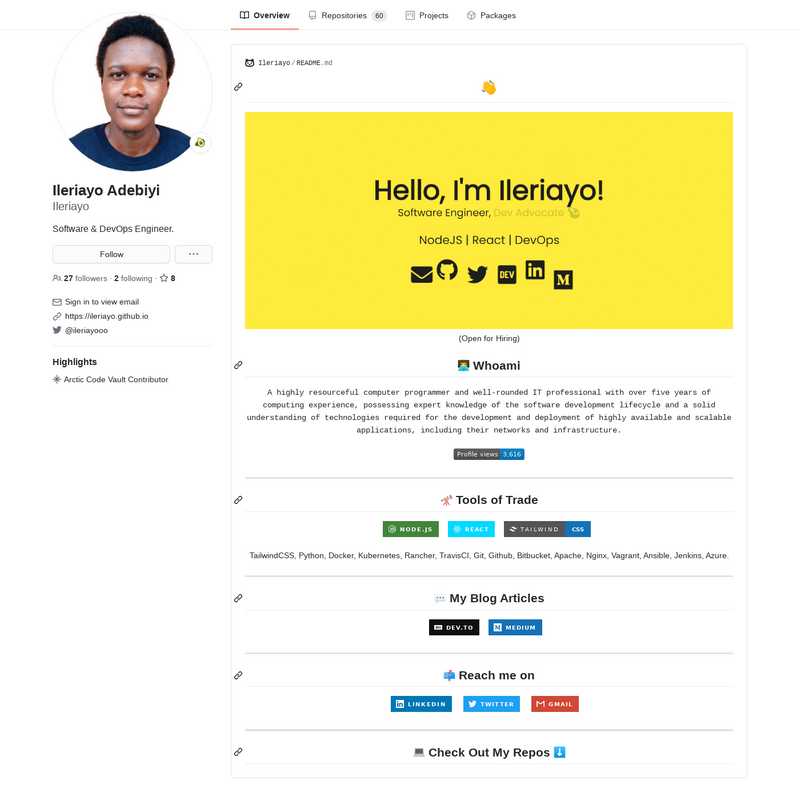 Overview
Repositories 60
Projects
Packages
Ileriayo Adebiyi
Ileriayo
Software & DevOps Engineer.
Follow
27 followers · 2 following · 8
Sign in to view email
https://ileriayo.github.io
@ileriayooo
Highlights
Arctic Code Vault Contributor
Ileriayo/README.md
Hello, I'm Ileriayo!
Software Engineer, Dev Advocate
NodeJS | React | DevOps
DEV
(Open for Hiring)
Whoami
A highly resourceful computer programmer and well-rounded IT professional with over five years of
computing experience, possessing expert knowledge of the software development lifecycle and a solid
understanding of technologies required for the development and deployment of highly available and scalable
applications, including their networks and infrastructure.
Profile views 3,616
Tools of Trade
NODE.JS REACT TAILWIND CSS
TailwindCSS, Python, Docker, Kubernetes, Rancher, TravisCI, Git, Github, Bitbucket, Apache, Nginx, Vagrant, Ansible, Jenkins, Azure.
My Blog Articles
DEV.TO MEDIUM
Reach me on
LINKEDIN TWITTER GMAIL
Check Out My Repos